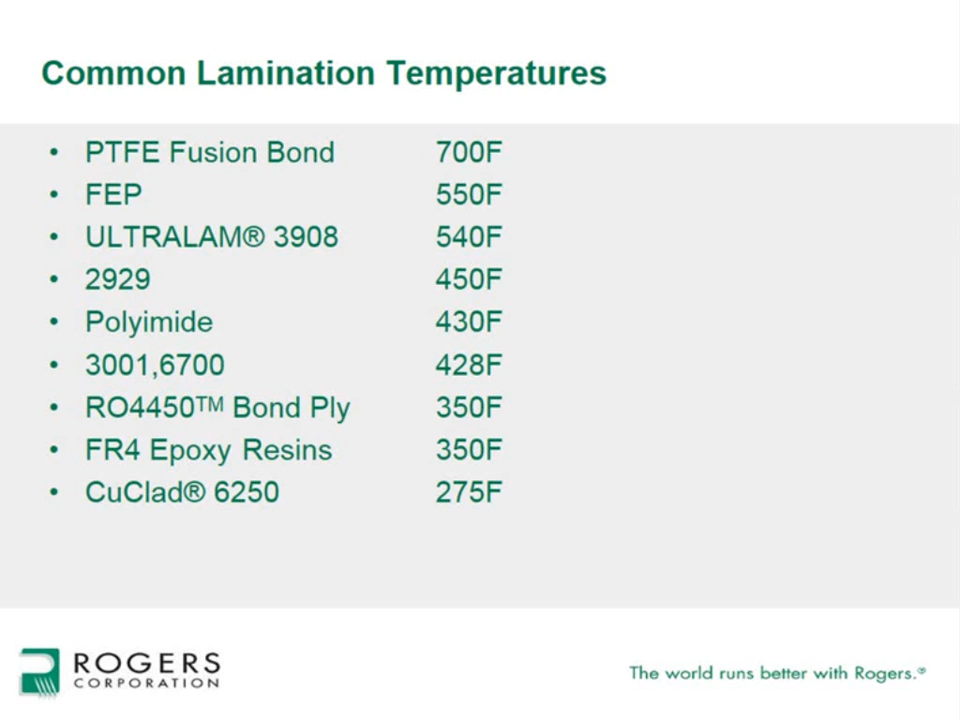 Common Lamination Temperatures
• PTFE Fusion Bond 700F
• FEP 550F
• ULTRALAM® 3908 540F
• 2929 450F
• Polyimide 430F
• 3001,6700 428F
• RO4450™ Bond Ply 350F
• FR4 Epoxy Resins 350F
• CuClad® 6250 275F
ROGERS
CORPORATION
The world runs better with Rogers.®